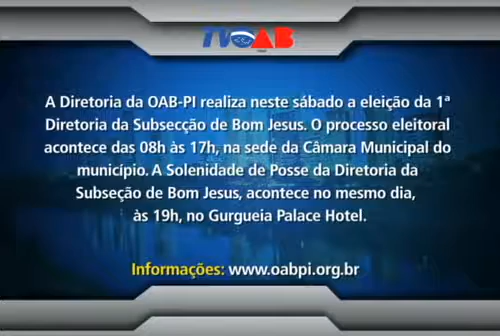 TVOAB
A Diretoria da OAB-PI realiza neste sábado a eleição da 1ª
Diretoria da Subsecção de Bom Jesus. O processo eleitoral
acontece das 08h às 17h, na sede da Câmara Municipal do
município. A Solenidade de Posse da Diretoria da
Subseção de Bom Jesus, acontece no mesmo dia,
às 19h, no Gurgueia Palace Hotel.
Informações: www.oabpi.org.br